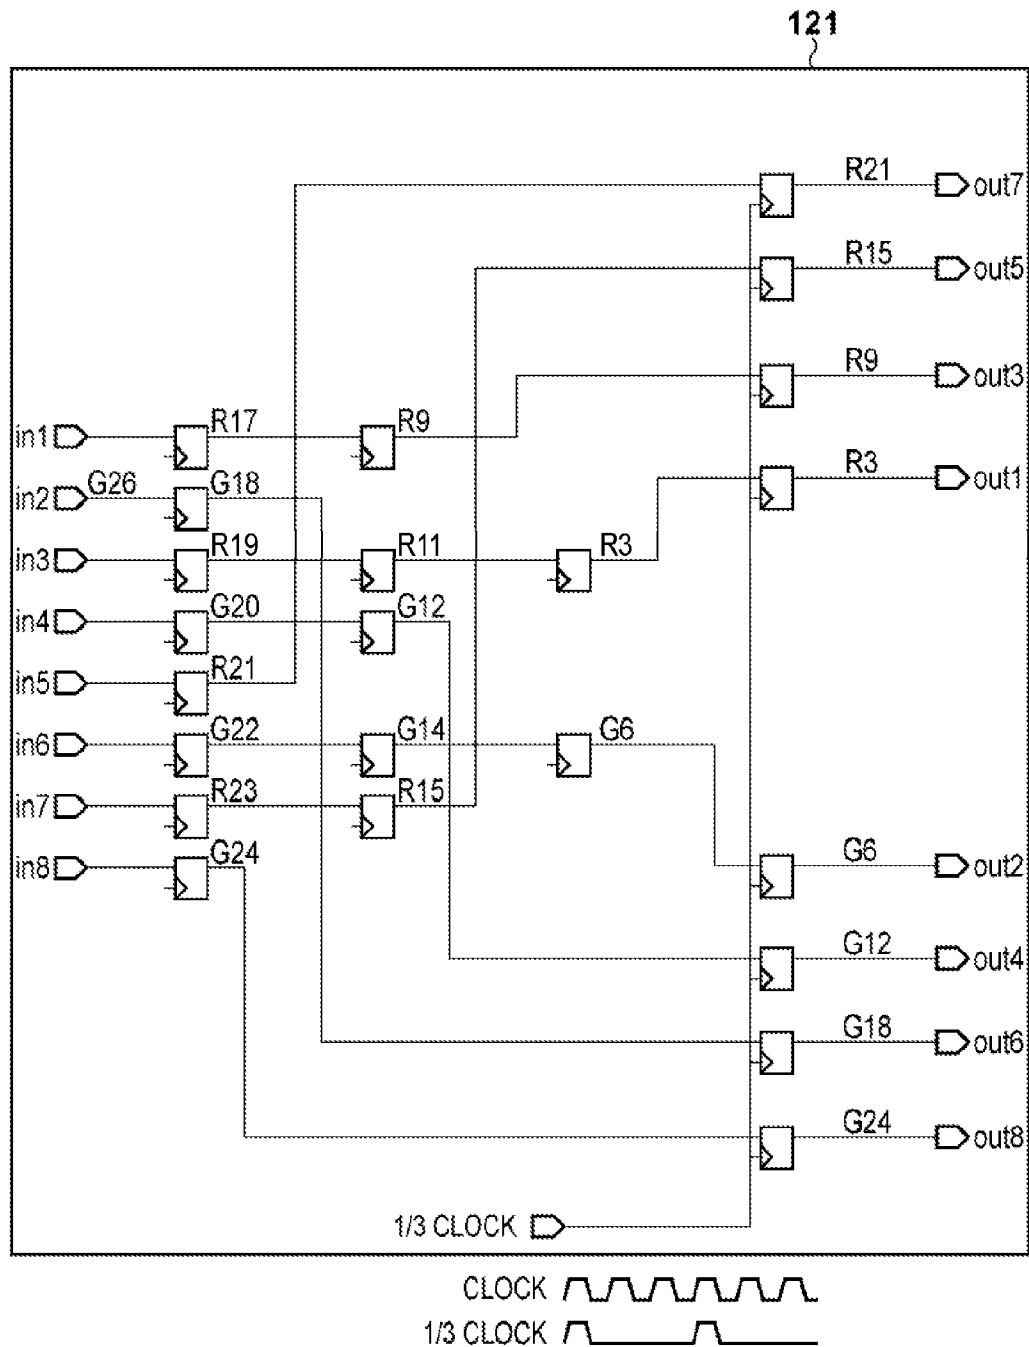 121
R21 out7
R15 out5
R9 out3
R3 out1
in1 R17 R9
in2 G26 G18
in3 R19 R11 R3
in4 G20 G12
in5 R21
in6 G22 G14 G6
in7 R23 R15
in8 G24
G6 out2
G12 out4
G18 out6
G24 out8
1/3 CLOCK
CLOCK
1/3 CLOCK